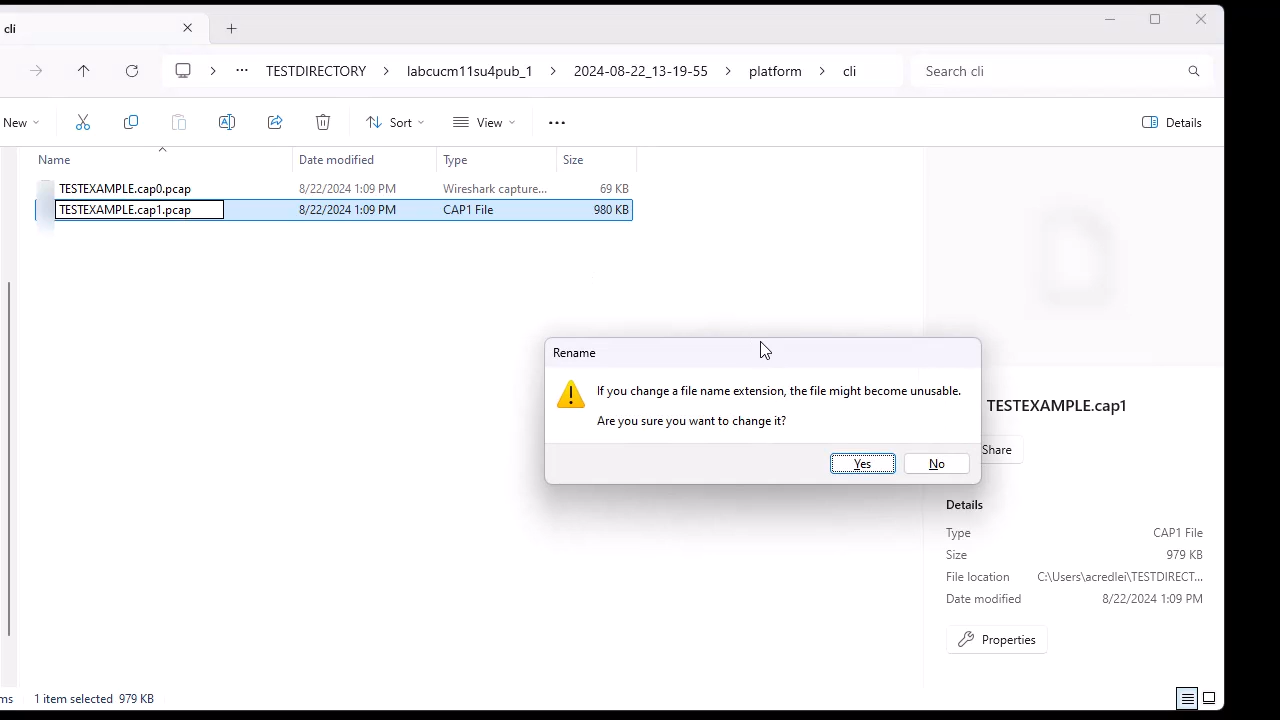 cli
TESTDIRECTORY
labcucm11su4pub_1
2024-08-22_13-19-55
platform
cli
Search cli
New
Sort
View
Details
Name
Date modified
Type
Size
TESTEXAMPLE.cap0.pcap
8/22/2024 1:09 PM
Wireshark capture...
69 KB
TESTEXAMPLE.cap1.pcap
8/22/2024 1:09 PM
CAP1 File
980 KB
Rename
If you change a file name extension, the file might become unusable.
Are you sure you want to change it?
Yes
No
TESTEXAMPLE.cap1
Share
Details
Type
CAP1 File
Size
979 KB
File location
C:\Users\acredlei\TESTDIRECT...
Date modified
8/22/2024 1:09 PM
Properties
ms
1 item selected 979 KB